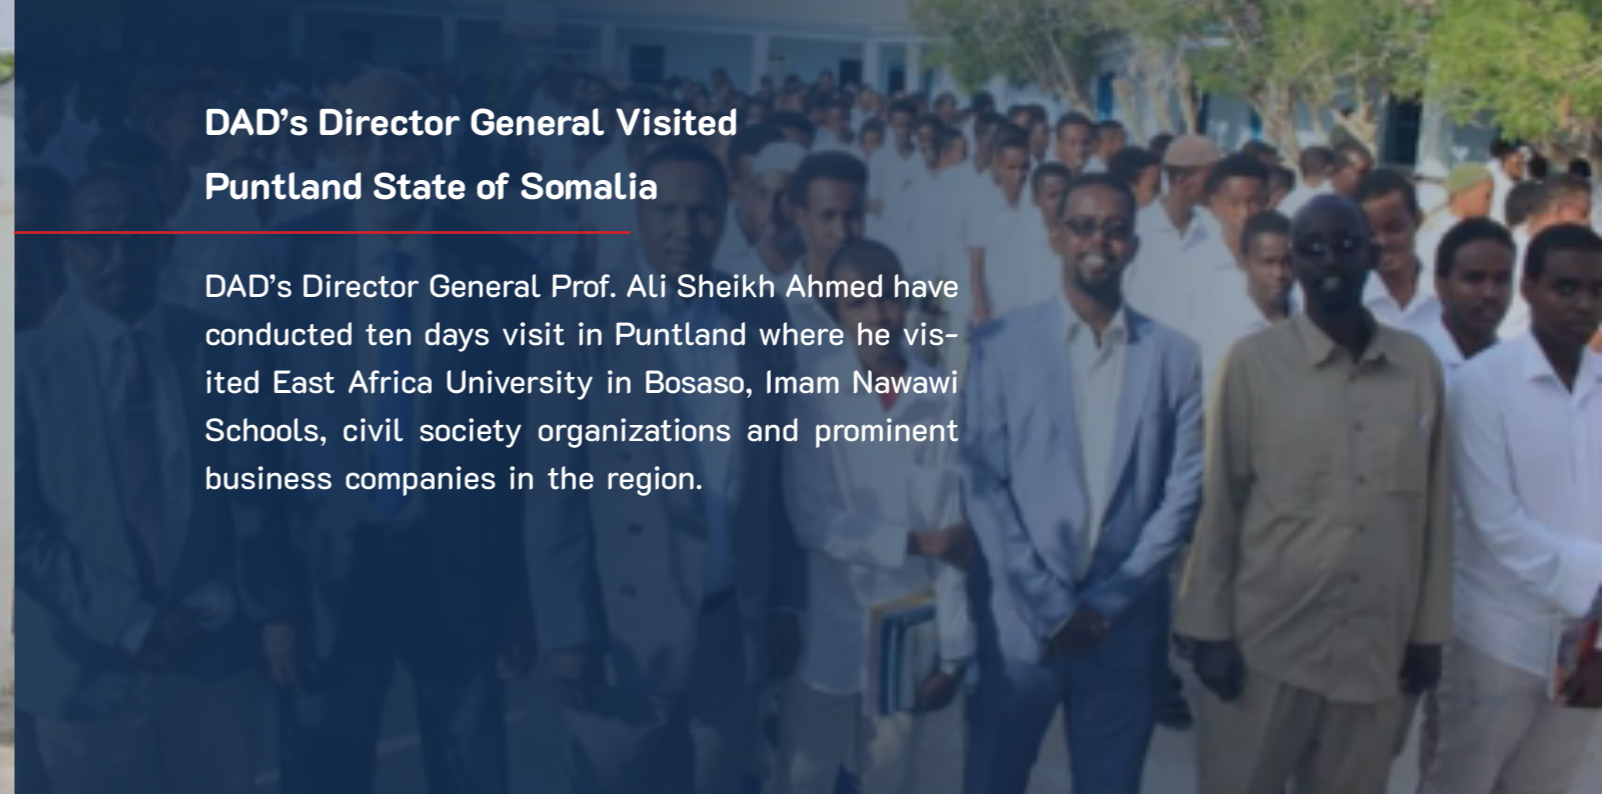 DAD’s Director General Visited
Puntland State of Somalia
DAD’s Director General Prof. Ali Sheikh Ahmed have
conducted ten days visit in Puntland where he vis-
ited East Africa University in Bosaso, Imam Nawawi
Schools, civil society organizations and prominent
business companies in the region.